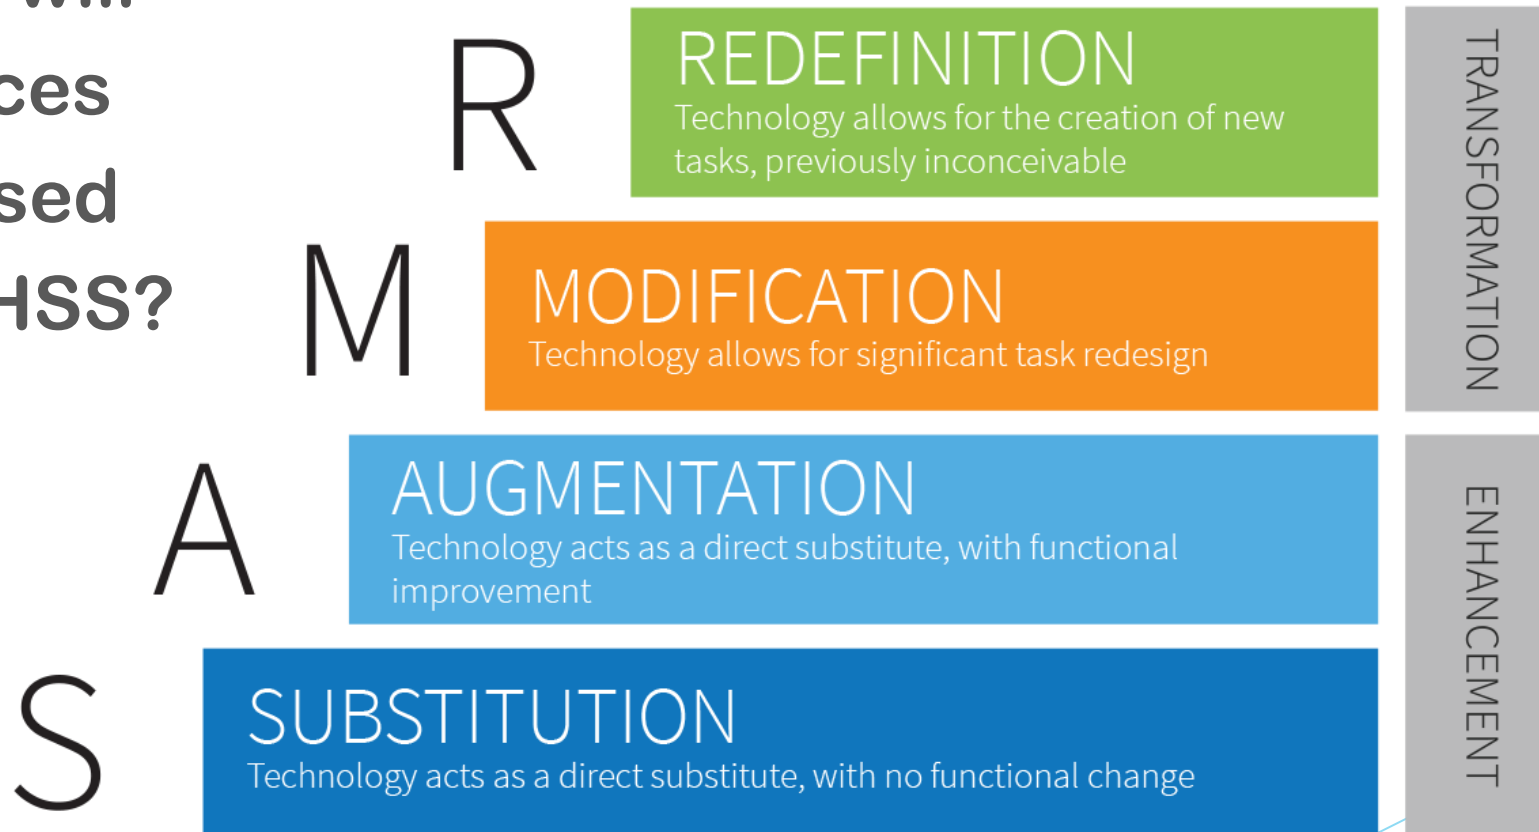 will
ces
sed
HSS?
R
REDEFINITION
Technology allows for the creation of new
tasks, previously inconceivable
M
MODIFICATION
Technology allows for significant task redesign
TRANSFORMATION
A
AUGMENTATION
Technology acts as a direct substitute, with functional
improvement
S
SUBSTITUTION
Technology acts as a direct substitute, with no functional change
ENHANCEMENT